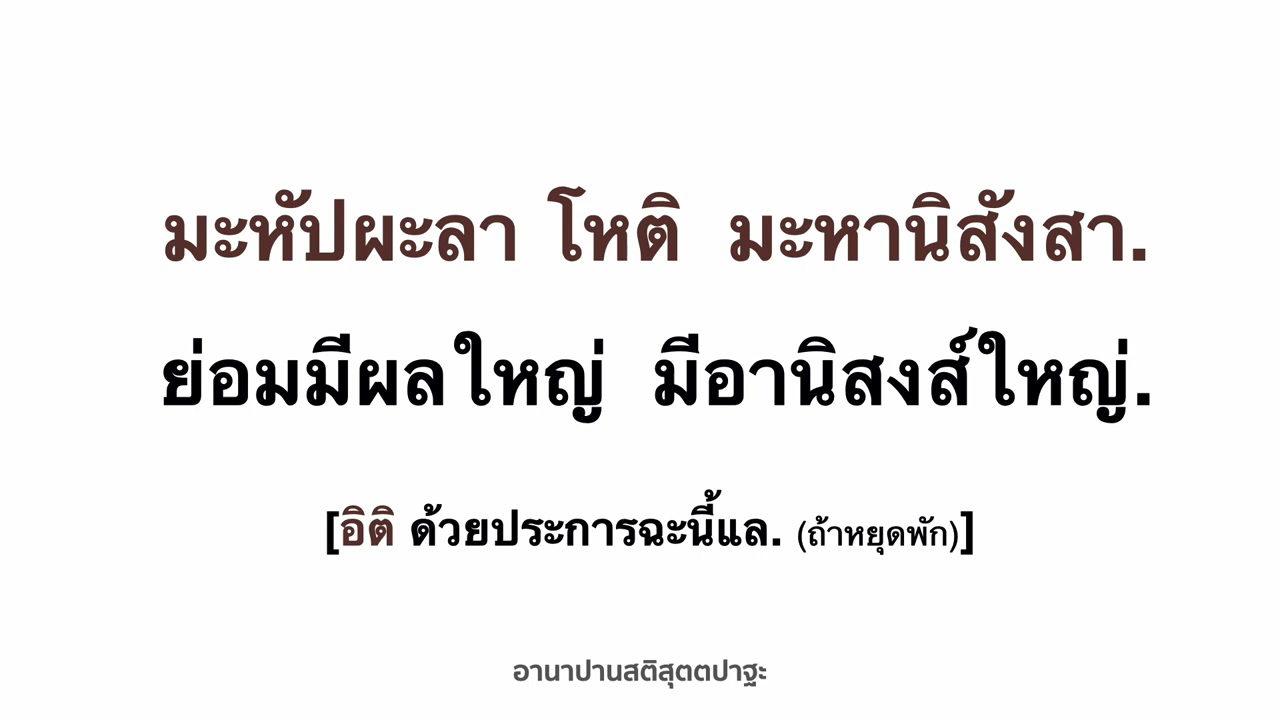 มะหัปผะลา โหติ มะหานิสังสา.
ย่อมมีผลใหญ่ มีอานิสงส์ใหญ่.
[อิติ ด้วยประการฉะนี้แล. (ถ้าหยุดพัก)]
อานาปานสติสุตตปาฐะ